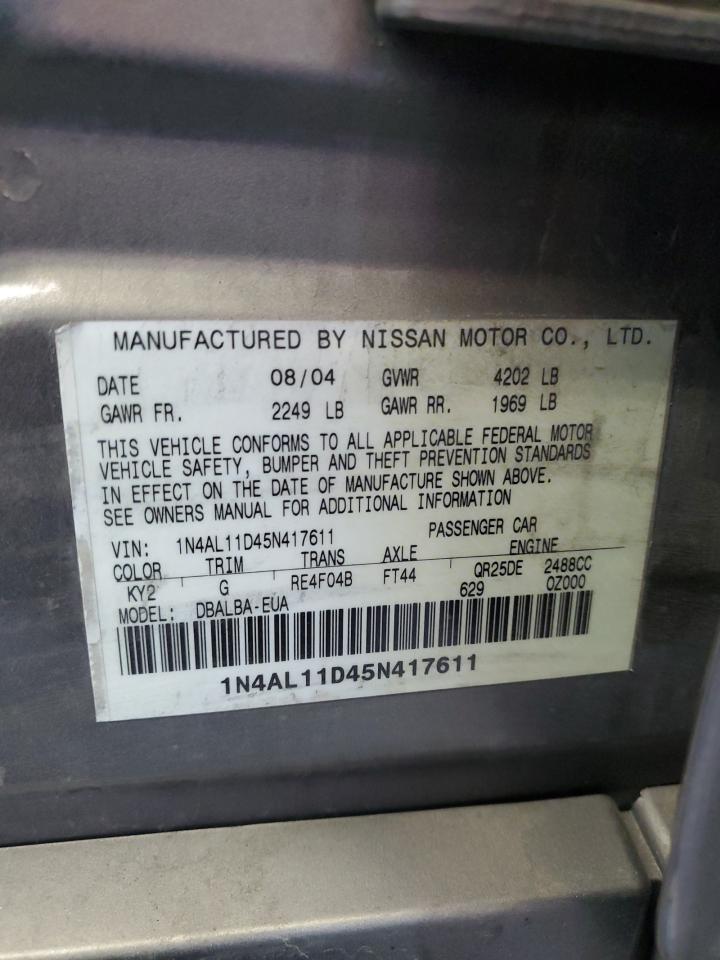 MANUFACTURED BY NISSAN MOTOR CO., LTD.
DATE 08/04 GVWR 4202 LB
GAWR FR. 2249 LB GAWR RR. 1969 LB
THIS VEHICLE CONFORMS TO ALL APPLICABLE FEDERAL MOTOR
VEHICLE SAFETY, BUMPER AND THEFT PREVENTION STANDARDS
IN EFFECT ON THE DATE OF MANUFACTURE SHOWN ABOVE.
SEE OWNERS MANUAL FOR ADDITIONAL INFORMATION
VIN: 1N4AL11D45N417611 PASSENGER CAR
COLOR TRIM TRANS AXLE ENGINE
KY2 G RE4F04B FT44 QR25DE 2488CC
MODEL: DBALBA-EUA 629 0Z000
1N4AL11D45N417611